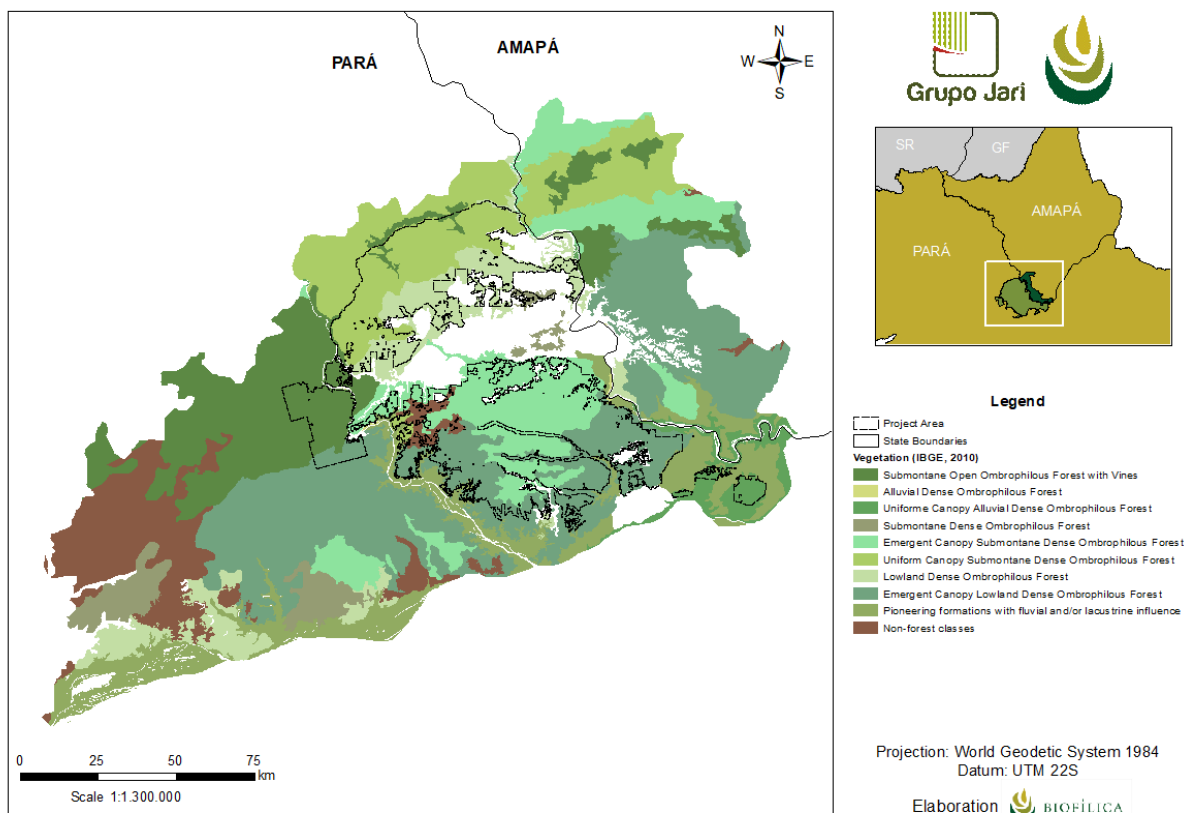 PARÁ
AMAPÁ
N
W
E
S
Grupo Jari
SR
GF
AMAPÁ
PARÁ
Legend
Project Area
State Boundaries
Vegetation (IBGE, 2010)
Submontane Open Ombrophilous Forest with Vines
Alluvial Dense Ombrophilous Forest
Uniforme Canopy Alluvial Dense Ombrophilous Forest
Submontane Dense Ombrophilous Forest
Emergent Canopy Submontane Dense Ombrophilous Forest
Uniform Canopy Submontane Dense Ombrophilous Forest
Lowland Dense Ombrophilous Forest
Emergent Canopy Lowland Dense Ombrophilous Forest
Pioneering formations with fluvial and/or lacustrine influence
Non-forest classes
0 25 50 75
km
Scale 1:1.300.000
Projection: World Geodetic System 1984
Datum: UTM 22S
Elaboration BIOFÍLICA